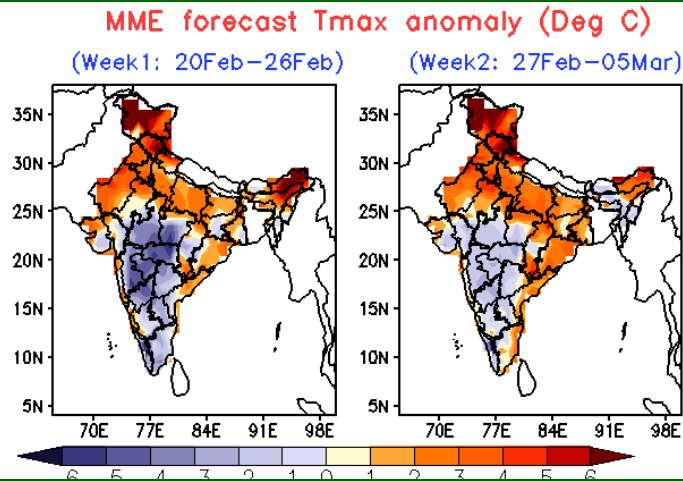 MME forecast Tmax anomaly (Deg C)
(Week1: 20Feb-26Feb) (Week2: 27Feb-05Mar)
35N 35N
30N 30N
25N 25N
20N 20N
15N 15N
10N 10N
5N 5N
70E 77E 84E 91E 98E 70E 77E 84E 91E 98E
-6 -5 -4 -3 -2 -1 0 1 2 3 4 5 6